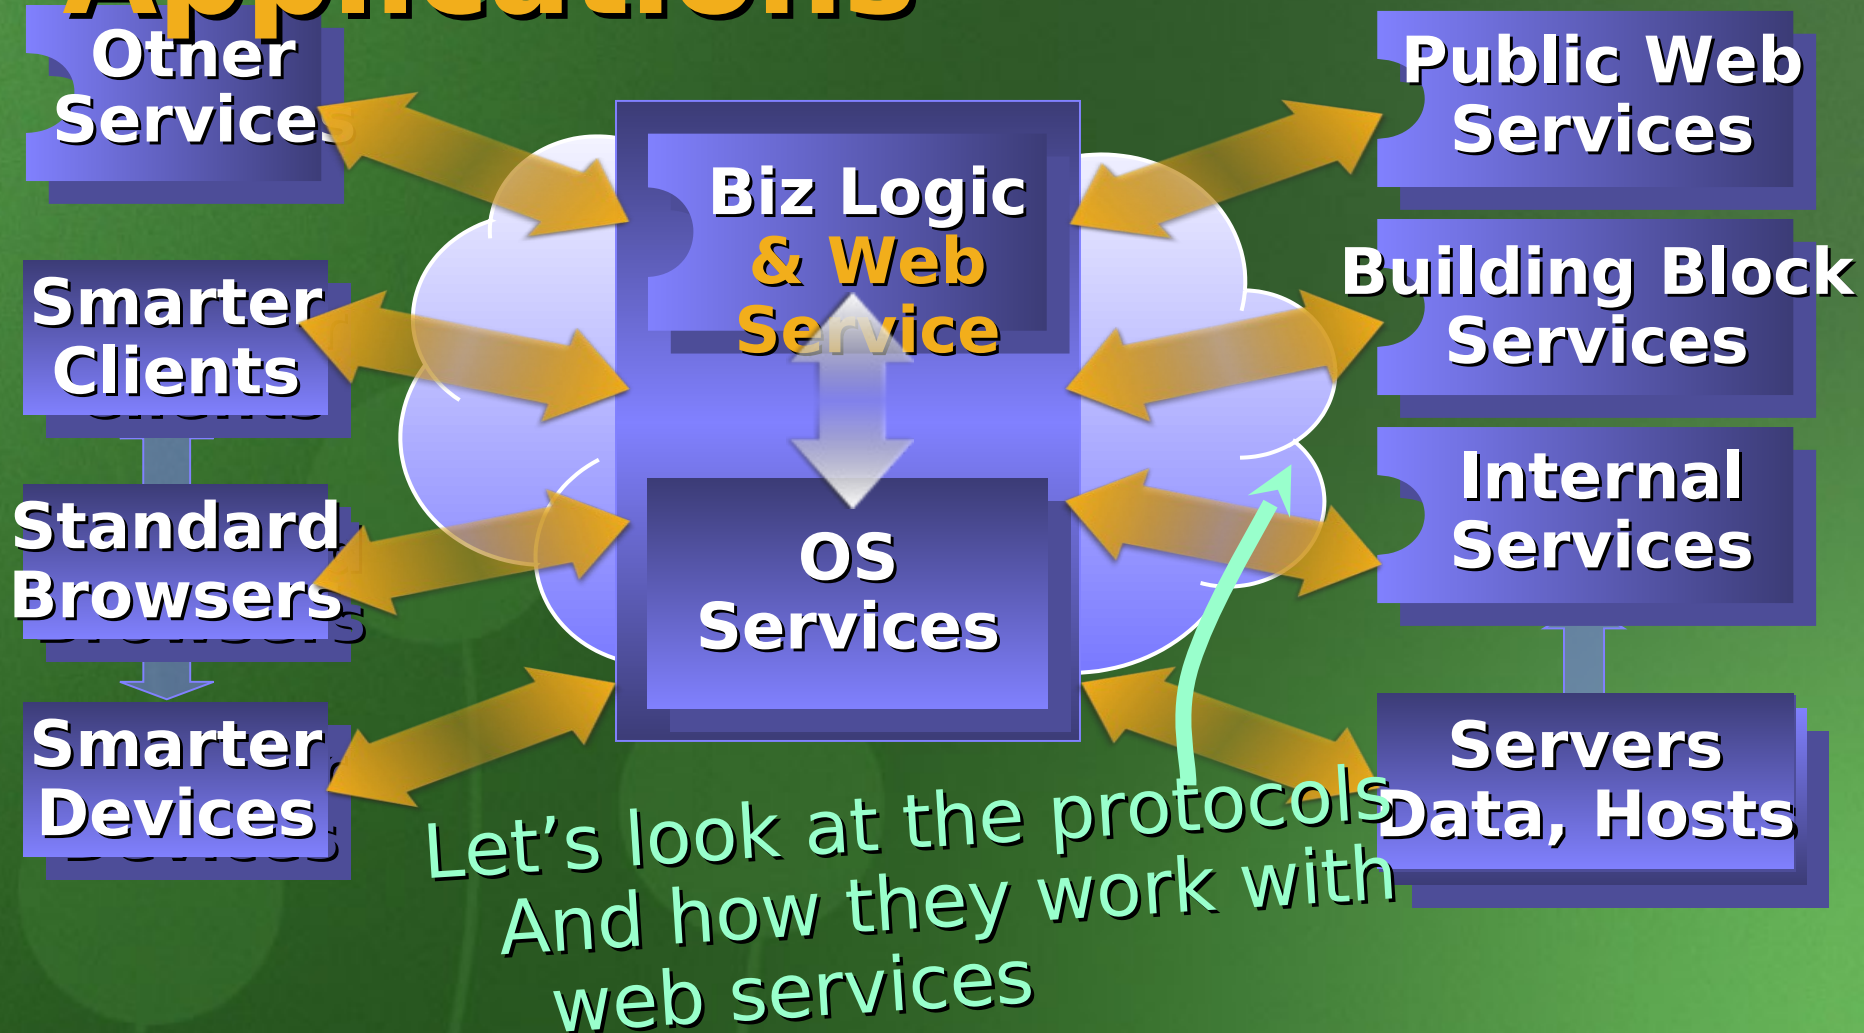 Applications
Other
Services
Smarter
Clients
Standard
Browsers
Smarter
Devices
Biz Logic
& Web
Service
OS
Services
Public Web
Services
Building Block
Services
Internal
Services
Servers
Data, Hosts
Let’s look at the protocols
And how they work with
web services